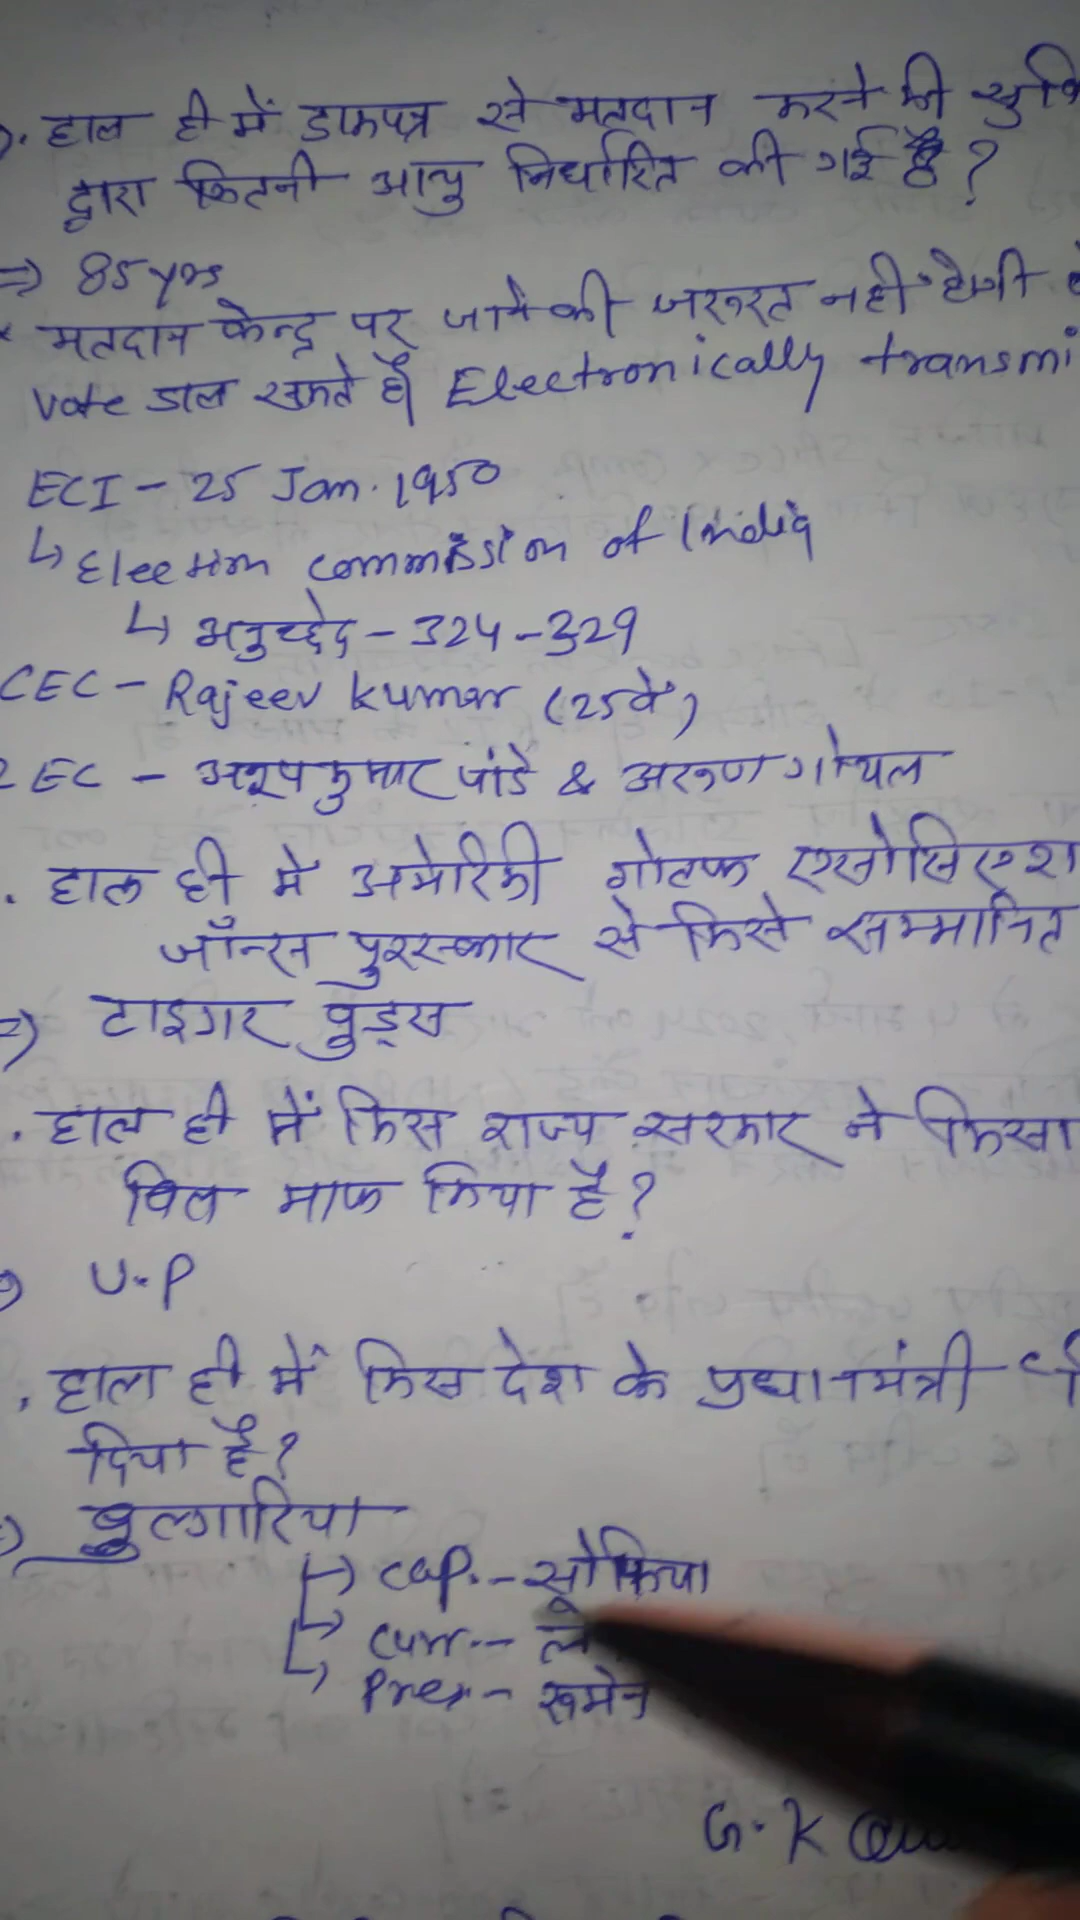 हाल ही में डाकपत्र से मतदान करने की
द्वारा कितनी आयु निर्धारित की गई है ?
⇒ 85 yrs
* मतदान केन्द्र पर जाने की जरूरत नही होगी
Vote डाल सकते है Electronically transmi
ECI - 25 Jan. 1950
↳ Election commission of India
↳ अनुच्छेद - 324-329
CEC - Rajeev kumar (25वें)
2 EC - अनूप कुमार पांडे & अरूण गोयल
. हाल ही में अमेरिकी गोल्फ एसोसिएश
जॉन्स पुरस्कार से किसे सम्मानित
⇒ टाइगर वुड्स
. हाल ही में किस राज्य सरकार ने किसा
बिल माफ किया है ?
U.P
. हाल ही में किस देश के प्रधानमंत्री
दिया है ?
⇒ बुल्गारिया
↳ cap. - सोफिया
↳ curr. -
Pres - रूमेन
G.K